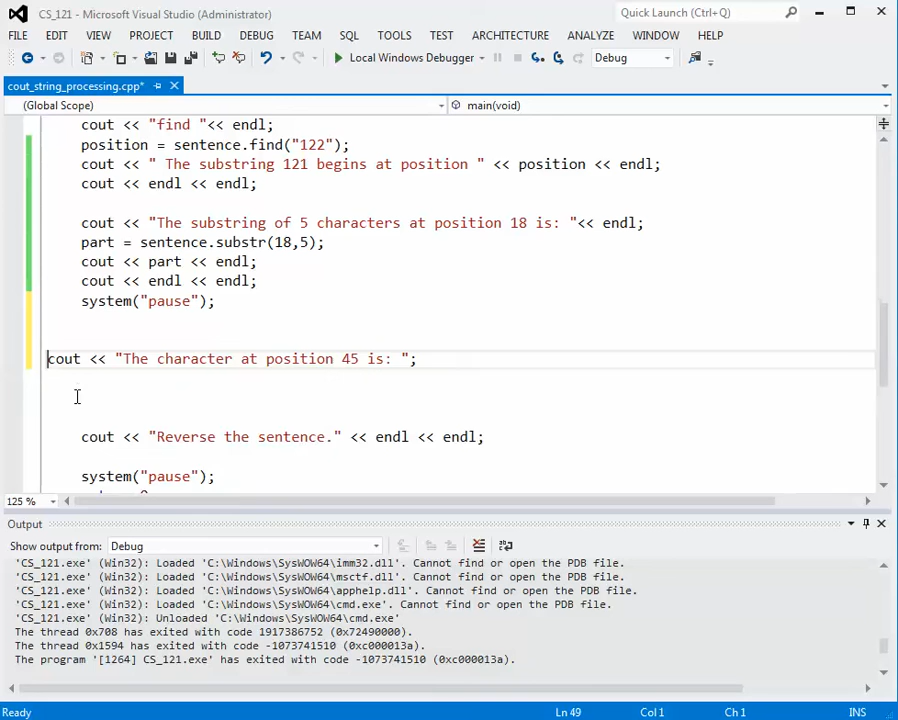 CS_121 - Microsoft Visual Studio (Administrator)
Quick Launch (Ctrl+Q)
FILE EDIT VIEW PROJECT BUILD DEBUG TEAM SQL TOOLS TEST ARCHITECTURE ANALYZE WINDOW HELP
Local Windows Debugger Debug
cout_string_processing.cpp*
(Global Scope) main(void)
cout << "find "<< endl;
position = sentence.find("122");
cout << " The substring 121 begins at position " << position << endl;
cout << endl << endl;
cout << "The substring of 5 characters at position 18 is: "<< endl;
part = sentence.substr(18,5);
cout << part << endl;
cout << endl << endl;
system("pause");
cout << "The character at position 45 is: ";
cout << "Reverse the sentence." << endl << endl;
system("pause");
125 %
Output
Show output from: Debug
'CS_121.exe' (Win32): Loaded 'C:\Windows\SysWOW64\imm32.dll'. Cannot find or open the PDB file.
'CS_121.exe' (Win32): Loaded 'C:\Windows\SysWOW64\msctf.dll'. Cannot find or open the PDB file.
'CS_121.exe' (Win32): Loaded 'C:\Windows\SysWOW64\apphelp.dll'. Cannot find or open the PDB file.
'CS_121.exe' (Win32): Loaded 'C:\Windows\SysWOW64\cmd.exe'. Cannot find or open the PDB file.
'CS_121.exe' (Win32): Unloaded 'C:\Windows\SysWOW64\cmd.exe'
The thread 0x708 has exited with code 1917386752 (0x72490000).
The thread 0x1594 has exited with code -1073741510 (0xc000013a).
The program '[1264] CS_121.exe' has exited with code -1073741510 (0xc000013a).
Ready Ln 49 Col 1 Ch 1 INS